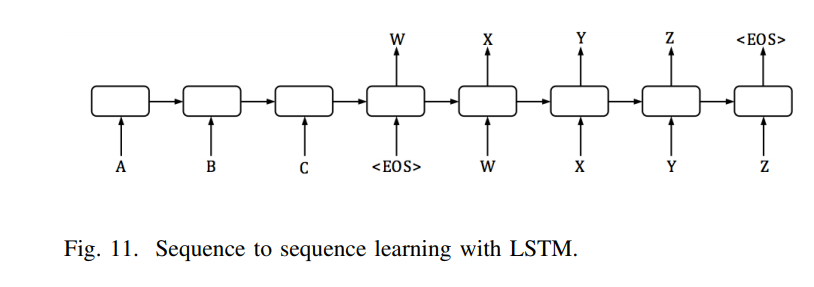 W X Y Z <EOS>
A B C <EOS> W X Y Z
Fig. 11. Sequence to sequence learning with LSTM.